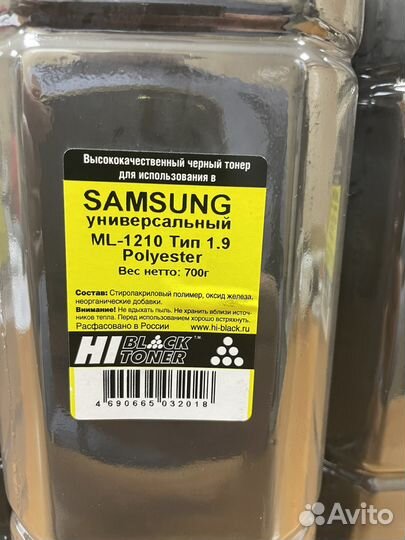 Высококачественный черный тонер
для использования в
SAMSUNG
универсальный
ML-1210 Тип 1.9
Polyester
Вес нетто: 700г
Состав: Стиролакриловый полимер, оксид железа,
неорганические добавки.
Внимание! Не вдыхать пыль. Не хранить вблизи источ-
ников тепла. Перед использованием хорошо встряхнуть.
Расфасовано в России www.hi-black.ru
HI BLACK T.M.
TONER
4 690665 032018
Avito